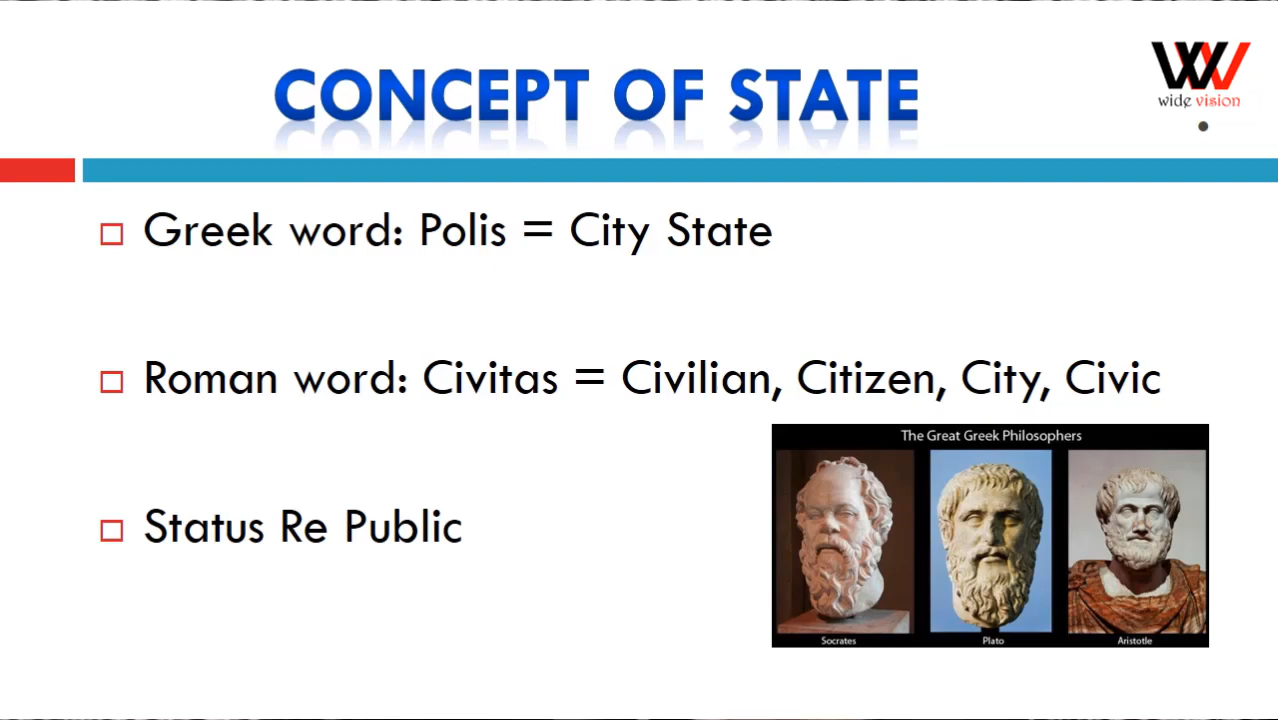 CONCEPT OF STATE
wide vision
Greek word: Polis = City State
Roman word: Civitas = Civilian, Citizen, City, Civic
Status Re Public
The Great Greek Philosophers
Socrates
Plato
Aristotle